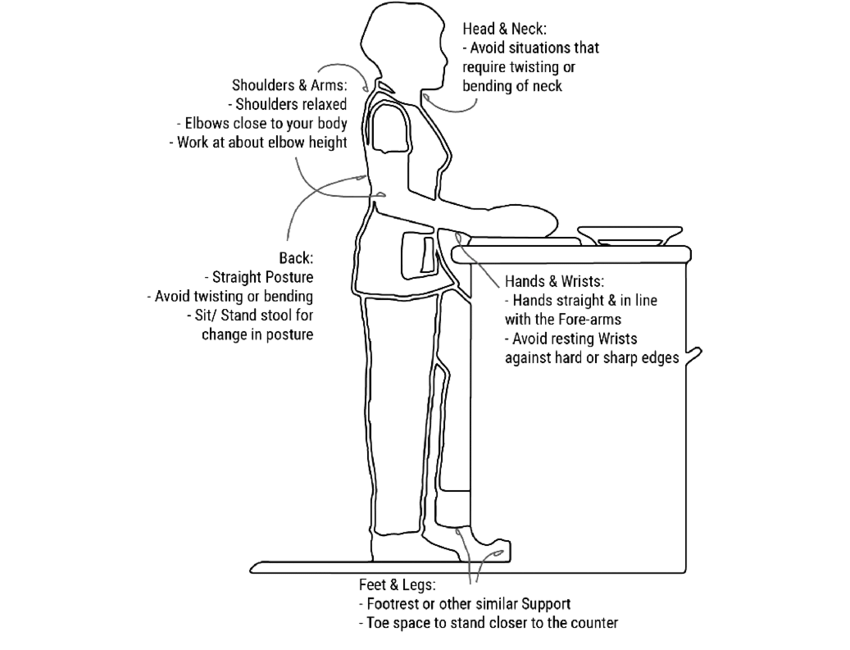 Head & Neck:
- Avoid situations that
require twisting or
bending of neck
Shoulders & Arms:
- Shoulders relaxed
- Elbows close to your body
- Work at about elbow height
Back:
- Straight Posture
- Avoid twisting or bending
- Sit/ Stand stool for
change in posture
Hands & Wrists:
- Hands straight & in line
with the Fore-arms
- Avoid resting Wrists
against hard or sharp edges
Feet & Legs:
- Footrest or other similar Support
- Toe space to stand closer to the counter